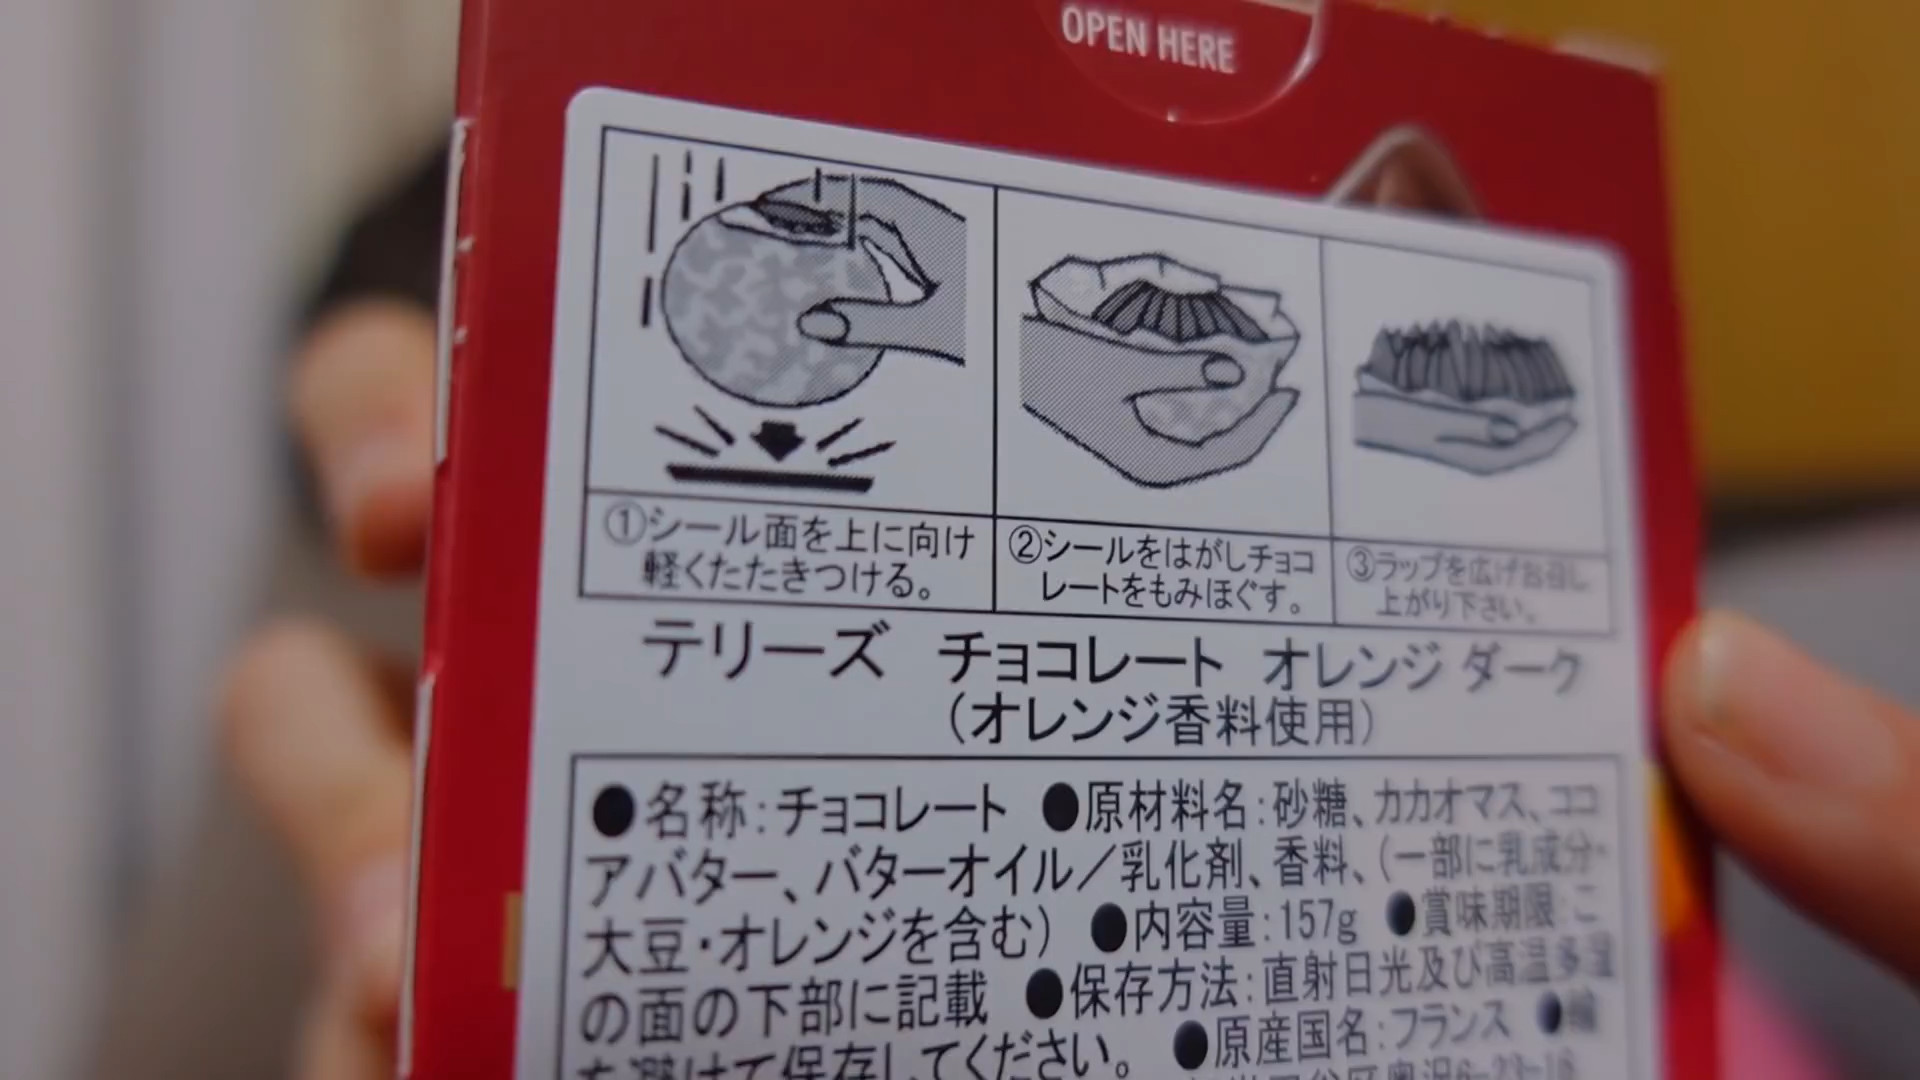 OPEN HERE
①シール面を上に向け
軽くたたきつける。
②シールをはがしチョコ
レートをもみほぐす。
③ラップを広げお召し
上がり下さい。
テリーズ チョコレート オレンジ ダーク
(オレンジ香料使用)
●名称:チョコレート ●原材料名:砂糖、カカオマス、ココ
アバター、バターオイル/乳化剤、香料、(一部に乳成分・
大豆・オレンジを含む) ●内容量:157g ●賞味期限:こ
の面の下部に記載 ●保存方法:直射日光及び高温多湿
を避けて保存してください。 ●原産国名:フランス ●輸